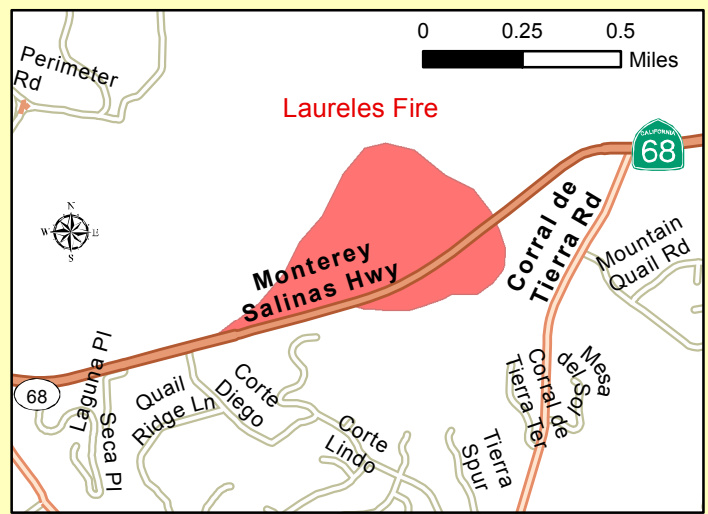 0 0.25 0.5
Miles
Perimeter
Rd
Laureles Fire
CALIFORNIA
68
N
W E
S
Monterey
Salinas Hwy
Corral de
Tierra Rd
Mountain
Quail Rd
68
Laguna Pl
Seca Pl
Quail
Ridge Ln
Corte
Diego
Corte
Lindo
Tierra
Spur
Corral de
Tierra Ter
Mesa
del Sol